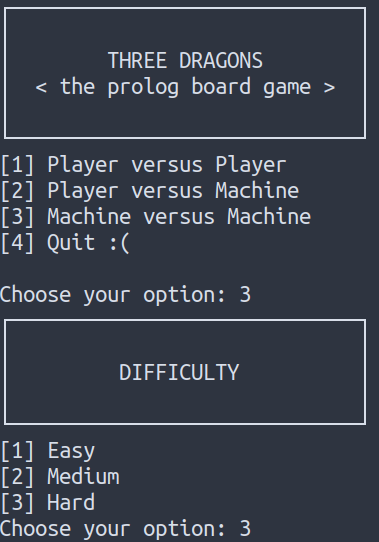 THREE DRAGONS
< the prolog board game >
[1] Player versus Player
[2] Player versus Machine
[3] Machine versus Machine
[4] Quit :(
Choose your option: 3
DIFFICULTY
[1] Easy
[2] Medium
[3] Hard
Choose your option: 3